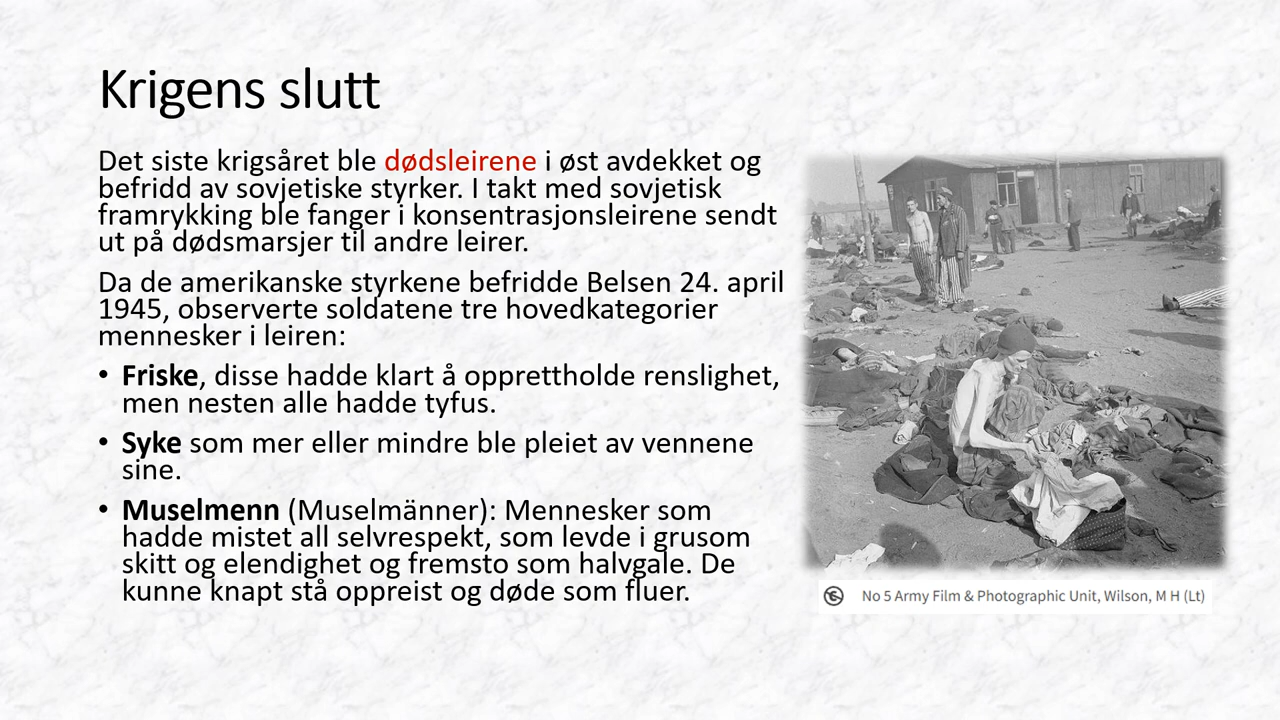 Krigens slutt
Det siste krigsåret ble dødsleirene i øst avdekket og
befridd av sovjetiske styrker. I takt med sovjetisk
framrykking ble fanger i konsentrasjonsleirene sendt
ut på dødsmarsjer til andre leirer.
Da de amerikanske styrkene befridde Belsen 24. april
1945, observerte soldatene tre hovedkategorier
mennesker i leiren:
• Friske, disse hadde klart å opprettholde renslighet,
men nesten alle hadde tyfus.
• Syke som mer eller mindre ble pleiet av vennene
sine.
• Muselmenn (Muselmänner): Mennesker som
hadde mistet all selvrespekt, som levde i grusom
skitt og elendighet og fremsto som halvgale. De
kunne knapt stå oppreist og døde som fluer.
No 5 Army Film & Photographic Unit, Wilson, M H (Lt)